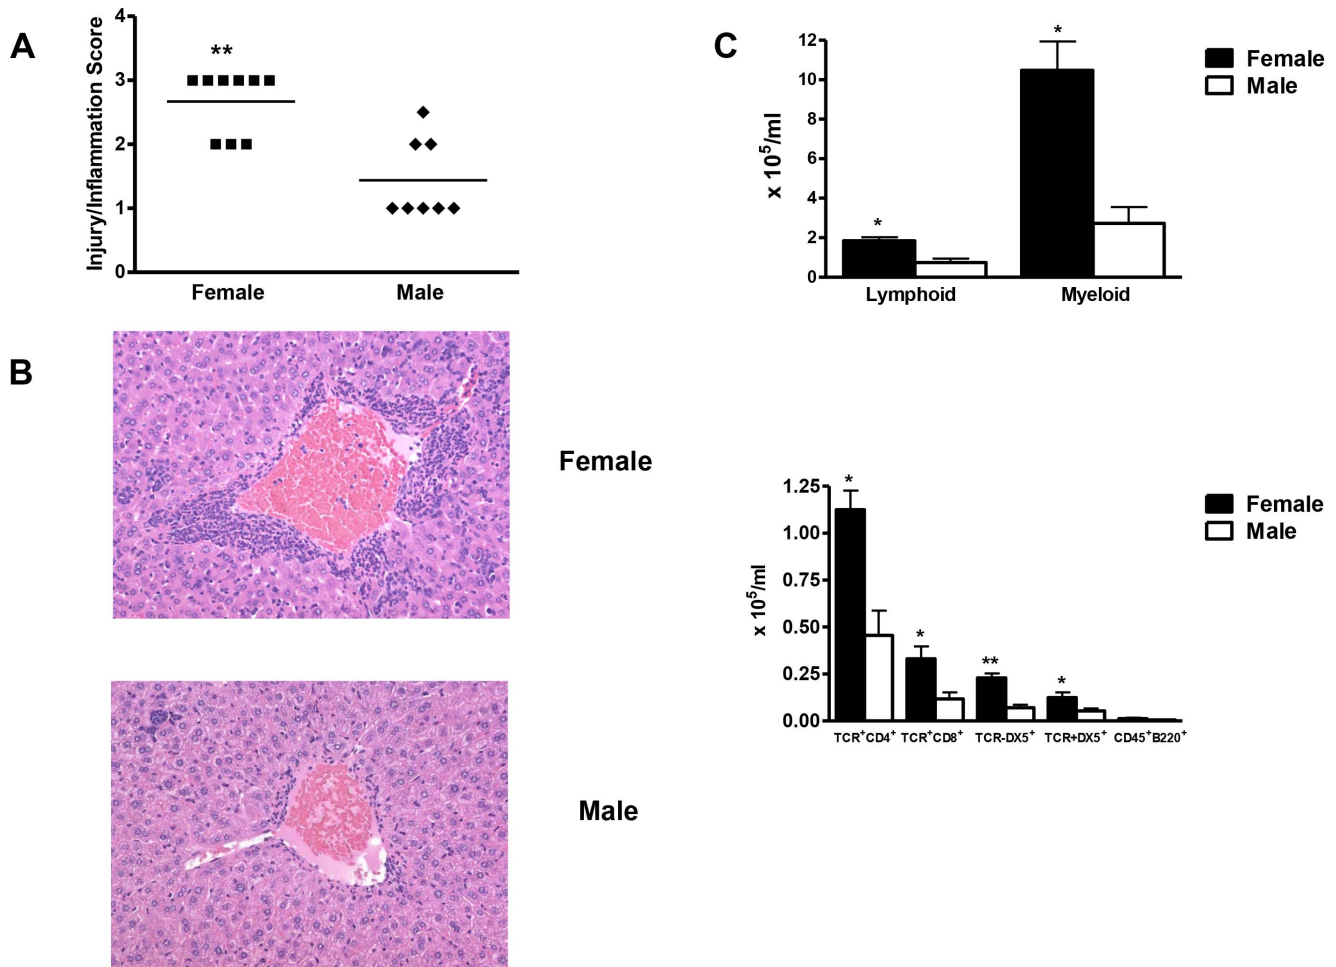 A
Injury/Inflammation Score
4
3
2
1
0
**
Female
Male
B
Female
Male
C
x 10⁵/ml
12
10
8
6
4
2
0
*
*
Lymphoid
Myeloid
Female
Male
x 10⁵/ml
1.25
1.00
0.75
0.50
0.25
0.00
*
*
**
*
TCR⁺CD4⁺ TCR⁺CD8⁺ TCR-DX5⁺ TCR+DX5⁺ CD45⁺B220⁺
Female
Male